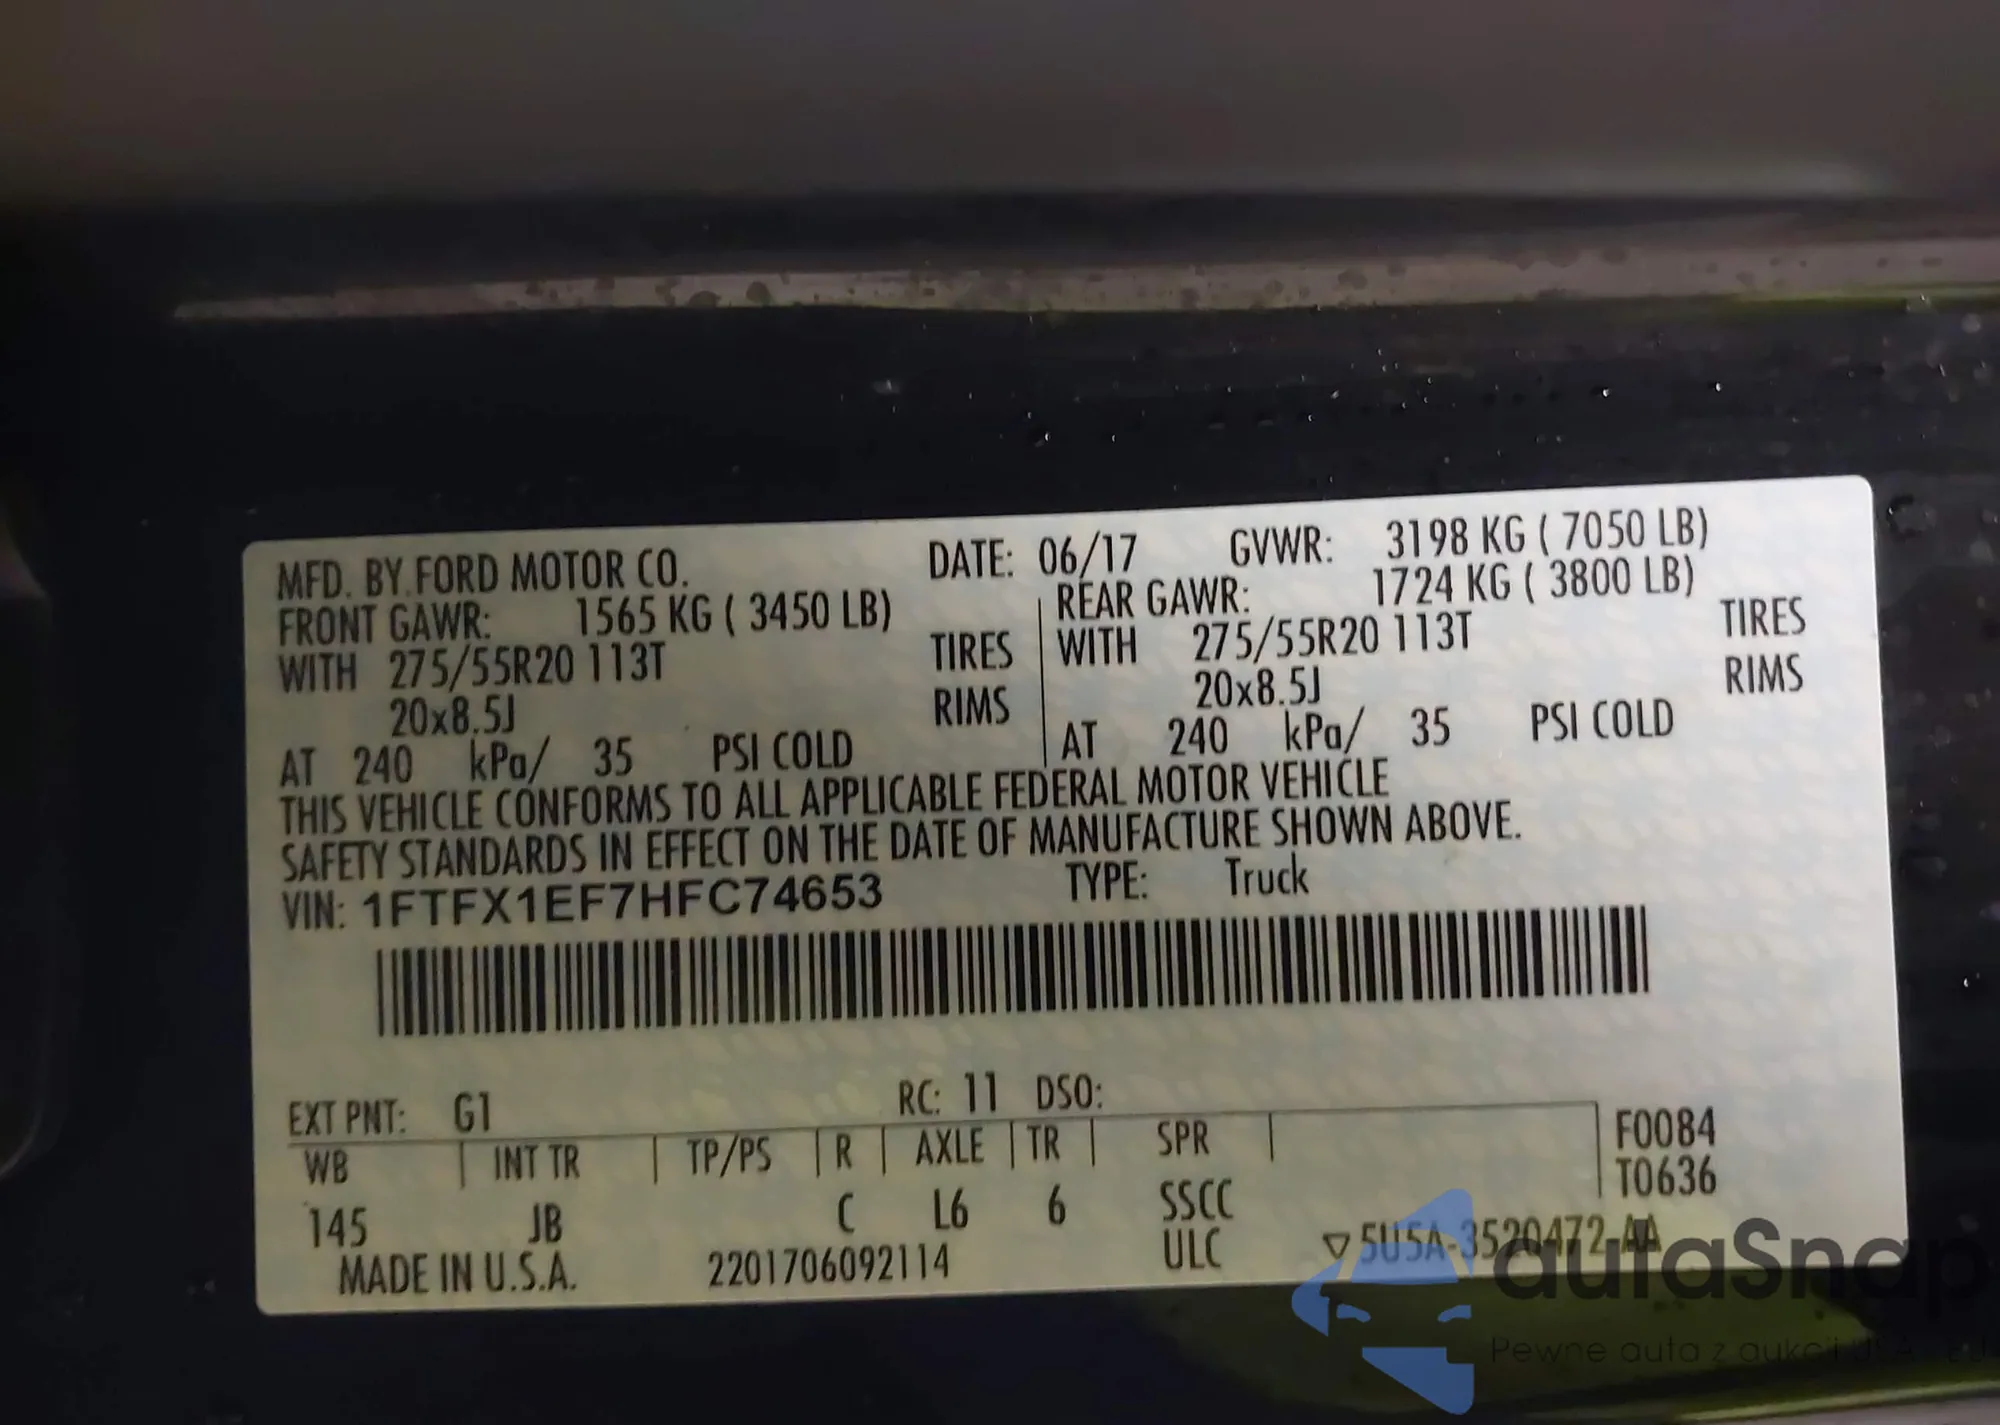 MFD. BY FORD MOTOR CO. DATE: 06/17 GVWR: 3198 KG ( 7050 LB)
FRONT GAWR: 1565 KG ( 3450 LB) REAR GAWR: 1724 KG ( 3800 LB)
WITH 275/55R20 113T TIRES WITH 275/55R20 113T TIRES
20x8.5J RIMS 20x8.5J RIMS
AT 240 kPa/ 35 PSI COLD AT 240 kPa/ 35 PSI COLD
THIS VEHICLE CONFORMS TO ALL APPLICABLE FEDERAL MOTOR VEHICLE
SAFETY STANDARDS IN EFFECT ON THE DATE OF MANUFACTURE SHOWN ABOVE.
VIN: 1FTFX1EF7HFC74653 TYPE: Truck
EXT PNT: G1 RC: 11 DSO:
WB INT TR TP/PS R AXLE TR SPR F0084
T0636
145 JB C L6 6 SSCC
MADE IN U.S.A. 2201706092114 ULC ▽ 5U5A-3520472-AA
autaSnap
Pewne auta z aukcji